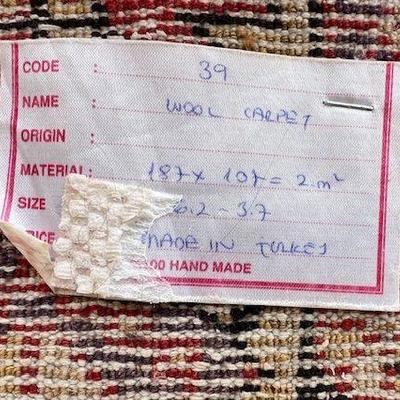 CODE : 39
NAME : WOOL CARPET
ORIGIN :
MATERIAL: 187 x 107 = 2.m²
SIZE 6.2 - 3.7
MADE IN TURKEY
HAND MADE